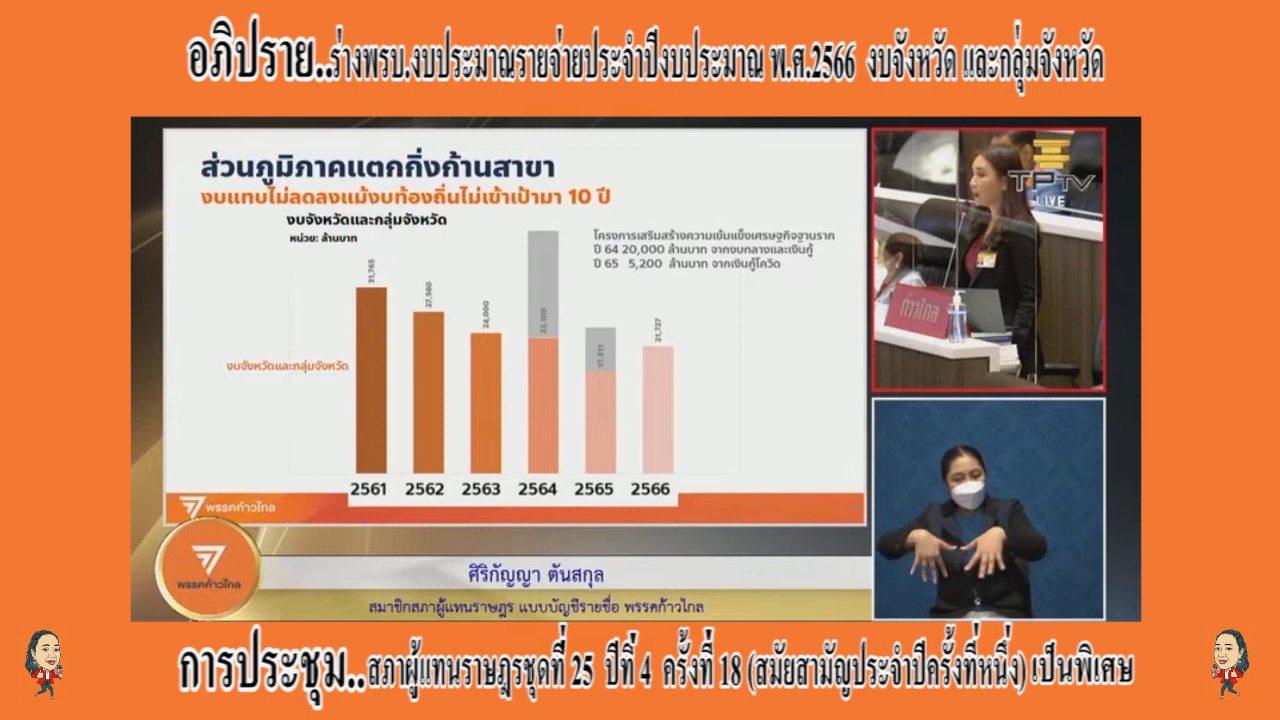 อภิปราย..ร่างพรบ.งบประมาณรายจ่ายประจำปีงบประมาณ พ.ศ.2566 งบจังหวัด และกลุ่มจังหวัด
ส่วนภูมิภาคแตกกิ่งก้านสาขา
งบแทบไม่ลดลงแม้งบท้องถิ่นไม่เข้าเป้ามา 10 ปี
งบจังหวัดและกลุ่มจังหวัด
หน่วย: ล้านบาท
โครงการเสริมสร้างความเข้มแข็งเศรษฐกิจฐานราก
ปี 64 20,000 ล้านบาท จากงบกลางและเงินกู้
ปี 65 5,200 ล้านบาท จากเงินกู้โควิด
31,765
27,580
24,000
21,727
งบจังหวัดและกลุ่มจังหวัด
2561 2562 2563 2564 2565 2566
พรรคก้าวไกล
TPTV
LIVE
ก้าวไกล
พรรคก้าวไกล
ศิริกัญญา ตันสกุล
สมาชิกสภาผู้แทนราษฎร แบบบัญชีรายชื่อ พรรคก้าวไกล
การประชุม..สภาผู้แทนราษฎรชุดที่ 25 ปีที่ 4 ครั้งที่ 18 (สมัยสามัญประจำปีครั้งที่หนึ่ง) เป็นพิเศษ